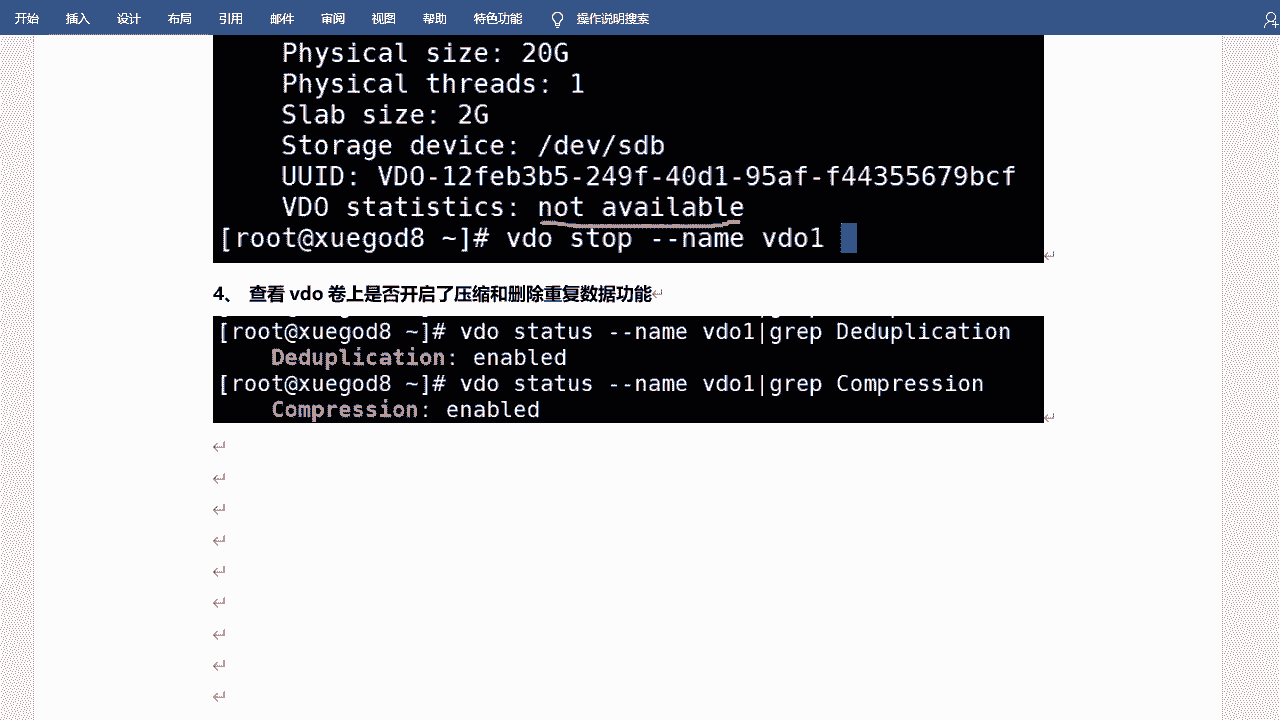 开始 插入 设计 布局 引用 邮件 审阅 视图 帮助 特色功能 操作说明搜索
Physical size: 20G
Physical threads: 1
Slab size: 2G
Storage device: /dev/sdb
UUID: VDO-12feb3b5-249f-40d1-95af-f44355679bcf
VDO statistics: not available
[root@xuegod8 ~]# vdo stop --name vdo1
4、 查看 vdo 卷上是否开启了压缩和删除重复数据功能
[root@xuegod8 ~]# vdo status --name vdo1|grep Deduplication
Deduplication: enabled
[root@xuegod8 ~]# vdo status --name vdo1|grep Compression
Compression: enabled